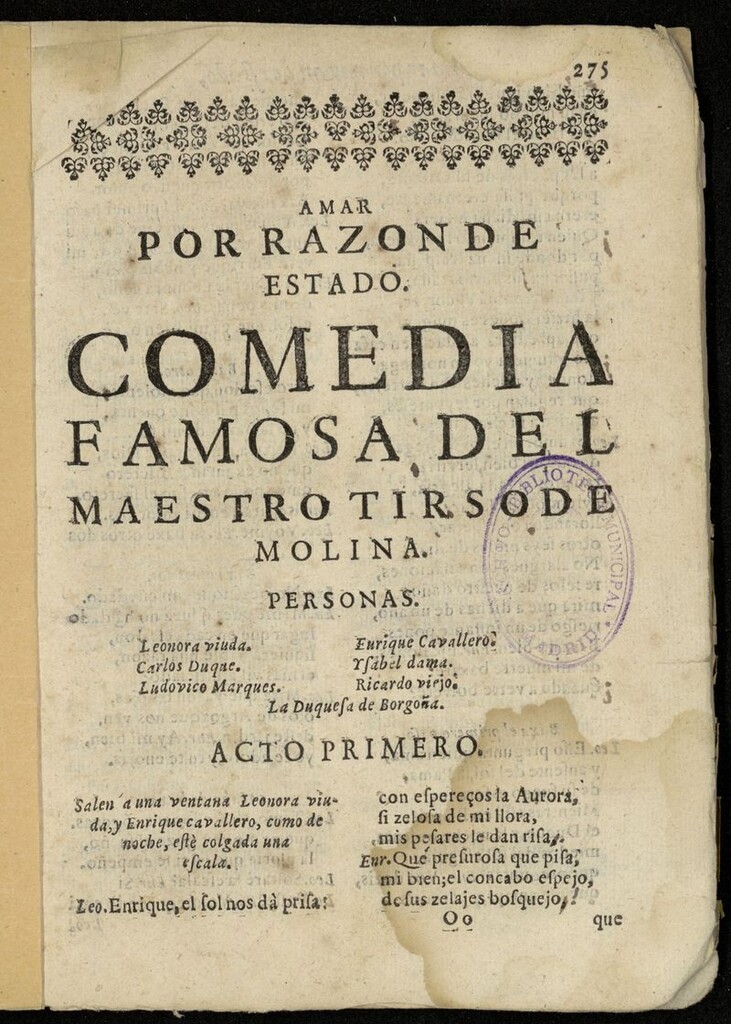 275
AMAR
POR RAZON DE
ESTADO.
COMEDIA
FAMOSA DEL
MAESTRO TIRSO DE
MOLINA.
PERSONAS.
Leonora viuda.
Carlos Duque.
Ludovico Marques.
Enrique Cavallero.
Ysabel dama.
Ricardo viejo.
La Duquesa de Borgoña.
BIBLIOTECA MUNICIPAL
MADRID
ACTO PRIMERO.
Salen a una ventana Leonora viu-
da, y Enrique cavallero, como de
noche, estè colgada una
escala.
Leo. Enrique, el sol nos dà prisa:
con espereços la Aurora,
si zelosa de mi llora,
mis pesares le dan risa.
Enr. Què presurosa que pisa,
mi bien; el concabo espejo,
de sus zelajes bosquejo,!
Oo
que